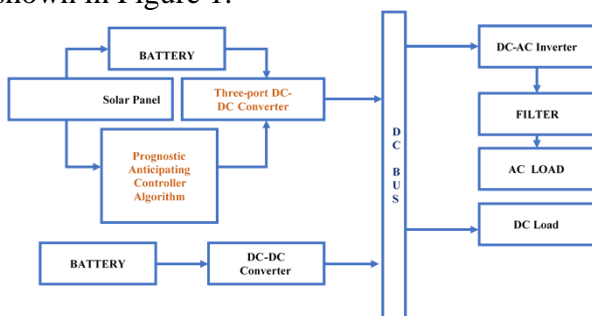 shown in Figure 1.
BATTERY
Solar Panel
Three-port DC-
DC Converter
Prognostic
Anticipating
Controller
Algorithm
BATTERY
DC-DC
Converter
D
C
B
U
S
DC-AC Inverter
FILTER
AC LOAD
DC Load